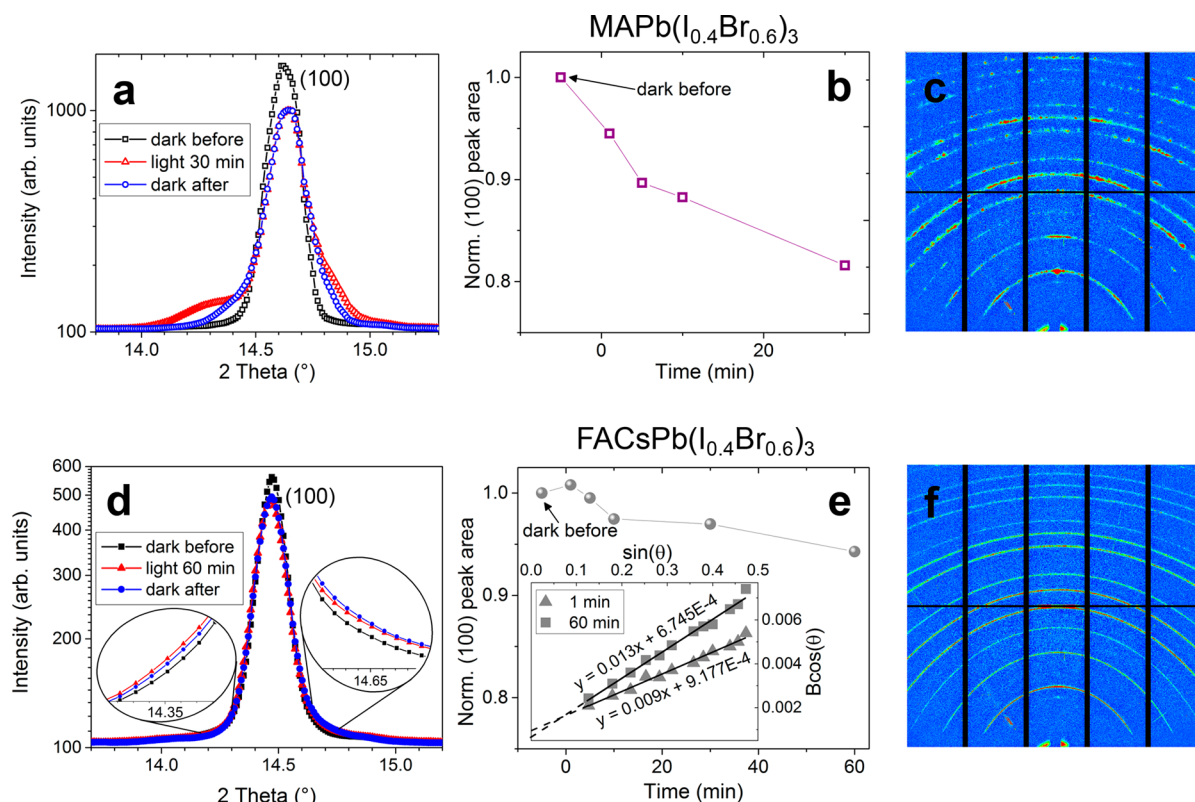 MAPb(I0.4Br0.6)3
a
(100)
dark before
light 30 min
dark after
1000
100
Intensity (arb. units)
14.0 14.5 15.0
2 Theta (°)
b
dark before
1.0
0.9
0.8
Norm. (100) peak area
0 20
Time (min)
c
FACsPb(I0.4Br0.6)3
d
(100)
dark before
light 60 min
dark after
600
500
400
300
200
100
Intensity (arb. units)
14.35
14.65
14.0 14.5 15.0
2 Theta (°)
e
dark before
1.0
0.9
0.8
Norm. (100) peak area
sin(θ)
0.0 0.1 0.2 0.3 0.4 0.5
1 min
60 min
y = 0.013x + 6.745E-4
y = 0.009x + 9.177E-4
0.006
0.004
0.002
Bcos(θ)
0 20 40 60
Time (min)
f